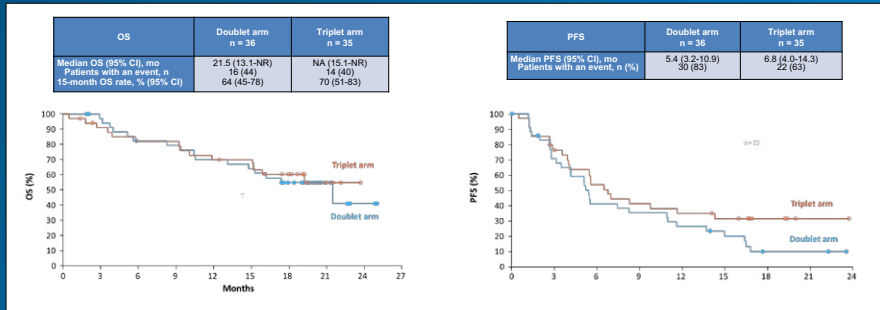 OS
Doublet arm
n = 36
Triplet arm
n = 35
Median OS (95% CI), mo
21.5 (13.1-NR)
NA (15.1-NR)
Patients with an event, n
16 (44)
14 (40)
15-month OS rate, % (95% CI)
64 (45-78)
70 (51-83)
PFS
Doublet arm
n = 36
Triplet arm
n = 35
Median PFS (95% CI), mo
5.4 (3.2-10.9)
6.8 (4.0-14.3)
Patients with an event, n (%)
30 (83)
22 (63)
OS (%)
100
90
80
70
60
50
40
30
20
10
0
Triplet arm
Doublet arm
0 3 6 9 12 15 18 21 24 27
Months
PFS (%)
100
90
80
70
60
50
40
30
20
10
0
Triplet arm
Doublet arm
0 3 6 9 12 15 18 21 24